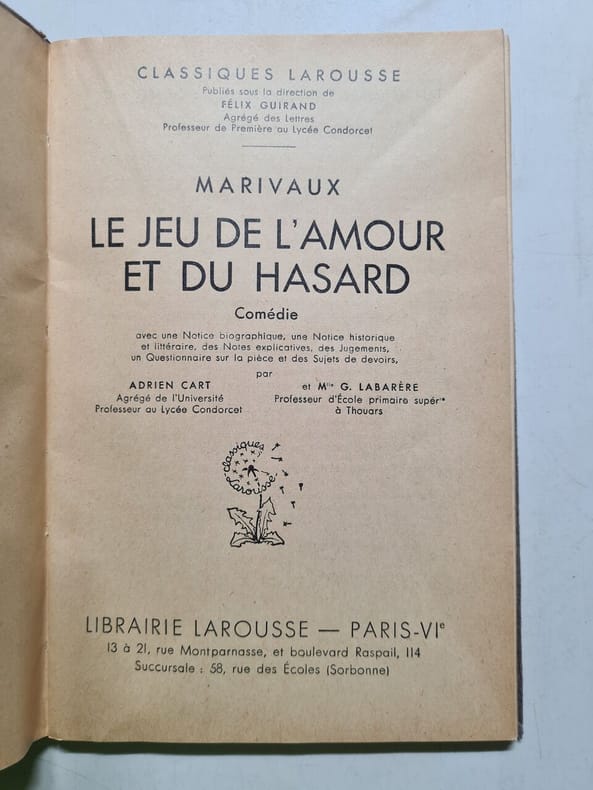 CLASSIQUES LAROUSSE
Publiés sous la direction de
FÉLIX GUIRAND
Agrégé des Lettres
Professeur de Première au Lycée Condorcet
MARIVAUX
LE JEU DE L'AMOUR
ET DU HASARD
Comédie
avec une Notice biographique, une Notice historique
et littéraire, des Notes explicatives, des Jugements,
un Questionnaire sur la pièce et des Sujets de devoirs,
par
ADRIEN CART
Agrégé de l'Université
Professeur au Lycée Condorcet
et Mlle G. LABARÈRE
Professeur d'École primaire supérre
à Thouars
classiques
Larousse
LIBRAIRIE LAROUSSE — PARIS-VIe
13 à 21, rue Montparnasse, et boulevard Raspail, 114
Succursale : 58, rue des Écoles (Sorbonne)